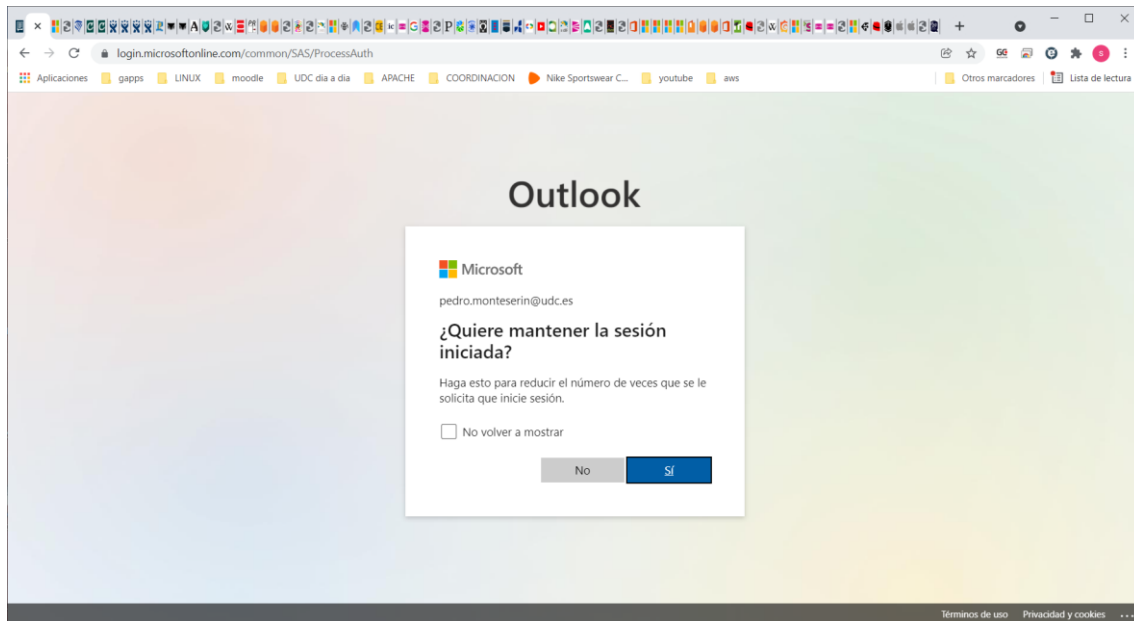 login.microsoftonline.com/common/SAS/ProcessAuth
Aplicaciones gapps LINUX moodle UDC dia a dia APACHE COORDINACION Nike Sportswear C... youtube aws Otros marcadores Lista de lectura
Outlook
Microsoft
pedro.monteserin@udc.es
¿Quiere mantener la sesión
iniciada?
Haga esto para reducir el número de veces que se le
solicita que inicie sesión.
No volver a mostrar
No Sí
Términos de uso Privacidad y cookies ...